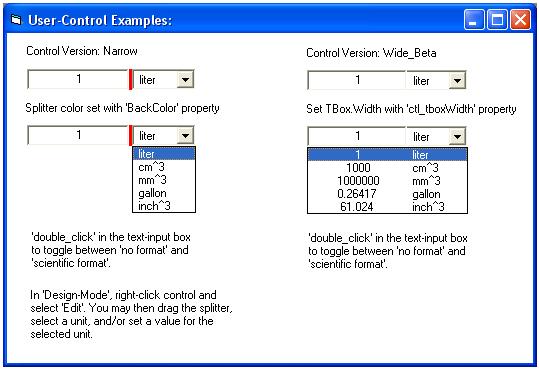 User-Control Examples:
Control Version: Narrow
1 liter
Splitter color set with 'BackColor' property
1 liter
liter
cm^3
mm^3
gallon
inch^3
'double_click' in the text-input box
to toggle between 'no format' and
'scientific format'.
In 'Design-Mode', right-click control and
select 'Edit'. You may then drag the splitter,
select a unit, and/or set a value for the
selected unit.
Control Version: Wide_Beta
1 liter
Set TBox.Width with 'ctl_tboxWidth' property
1 liter
1 liter
1000 cm^3
1000000 mm^3
0.26417 gallon
61.024 inch^3
'double_click' in the text-input box
to toggle between 'no format' and
'scientific format'.